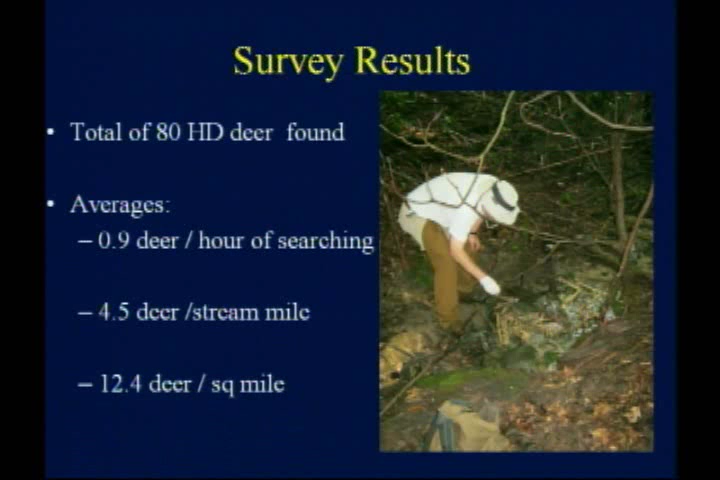 Survey Results
• Total of 80 HD deer found
• Averages:
– 0.9 deer / hour of searching
– 4.5 deer /stream mile
– 12.4 deer / sq mile